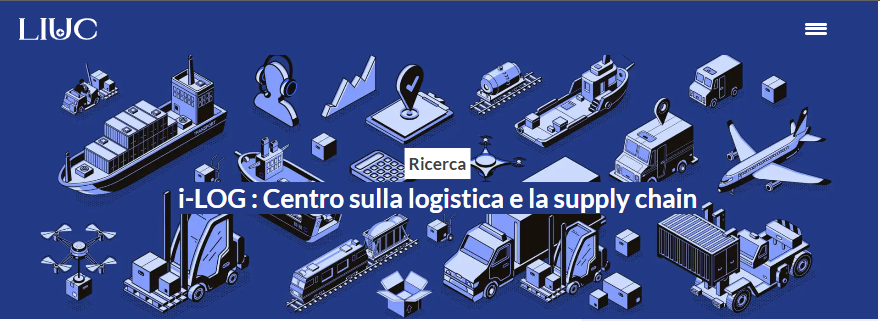 LIUC
Ricerca
i-LOG : Centro sulla logistica e la supply chain